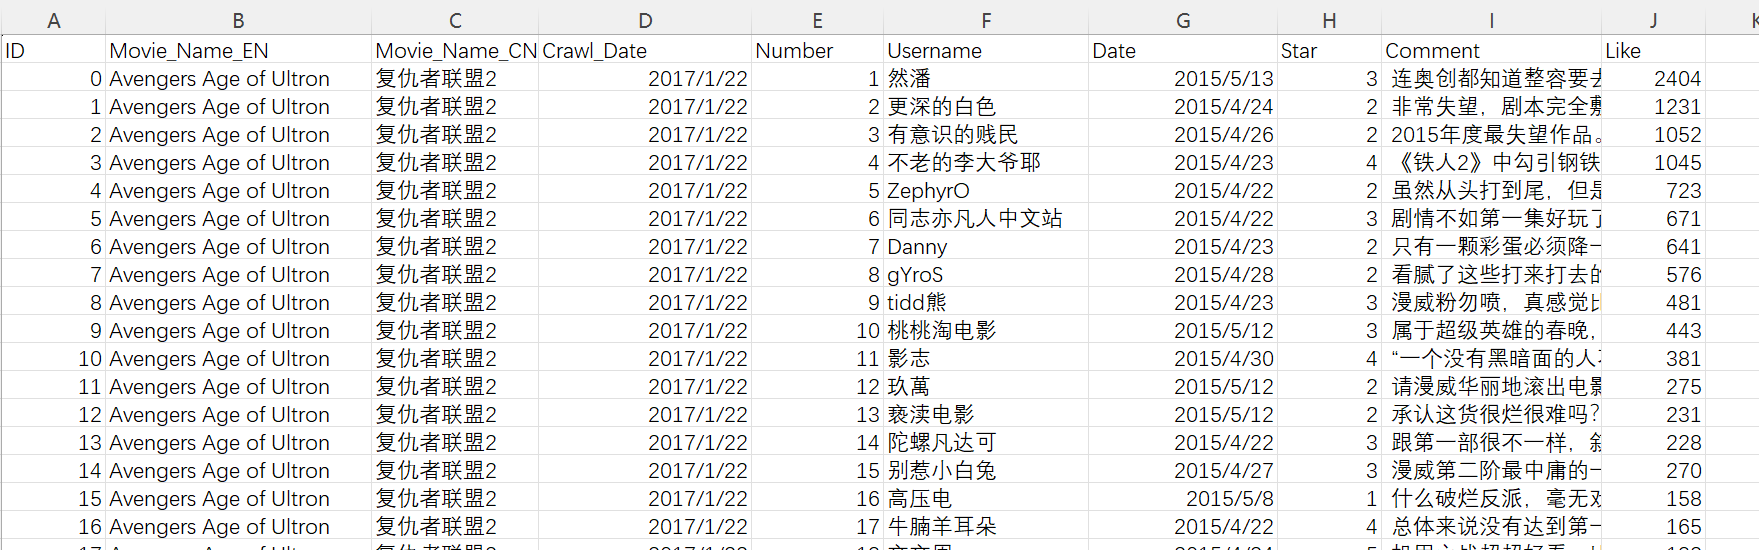 A B C D E F G H I J
ID Movie_Name_EN Movie_Name_CN Crawl_Date Number Username Date Star Comment Like
0 Avengers Age of Ultron 复仇者联盟2 2017/1/22 1 然潘 2015/5/13 3 连奥创都知道整容要去 2404
1 Avengers Age of Ultron 复仇者联盟2 2017/1/22 2 更深的白色 2015/4/24 2 非常失望，剧本完全敷 1231
2 Avengers Age of Ultron 复仇者联盟2 2017/1/22 3 有意识的贱民 2015/4/26 2 2015年度最失望作品。 1052
3 Avengers Age of Ultron 复仇者联盟2 2017/1/22 4 不老的李大爷耶 2015/4/23 4 《铁人2》中勾引钢铁 1045
4 Avengers Age of Ultron 复仇者联盟2 2017/1/22 5 ZephyrO 2015/4/22 2 虽然从头打到尾，但是 723
5 Avengers Age of Ultron 复仇者联盟2 2017/1/22 6 同志亦凡人中文站 2015/4/22 3 剧情不如第一集好玩了 671
6 Avengers Age of Ultron 复仇者联盟2 2017/1/22 7 Danny 2015/4/23 2 只有一颗彩蛋必须降一 641
7 Avengers Age of Ultron 复仇者联盟2 2017/1/22 8 gYroS 2015/4/28 2 看腻了这些打来打去的 576
8 Avengers Age of Ultron 复仇者联盟2 2017/1/22 9 tidd熊 2015/4/23 3 漫威粉勿喷，真感觉比 481
9 Avengers Age of Ultron 复仇者联盟2 2017/1/22 10 桃桃淘电影 2015/5/12 3 属于超级英雄的春晚， 443
10 Avengers Age of Ultron 复仇者联盟2 2017/1/22 11 影志 2015/4/30 4 “一个没有黑暗面的人 381
11 Avengers Age of Ultron 复仇者联盟2 2017/1/22 12 玖萬 2015/5/12 2 请漫威华丽地滚出电影 275
12 Avengers Age of Ultron 复仇者联盟2 2017/1/22 13 亵渎电影 2015/5/12 2 承认这货很烂很难吗？ 231
13 Avengers Age of Ultron 复仇者联盟2 2017/1/22 14 陀螺凡达可 2015/4/22 3 跟第一部很不一样， 228
14 Avengers Age of Ultron 复仇者联盟2 2017/1/22 15 别惹小白兔 2015/4/27 3 漫威第二阶最中庸的一 270
15 Avengers Age of Ultron 复仇者联盟2 2017/1/22 16 高压电 2015/5/8 1 什么破烂反派，毫无 158
16 Avengers Age of Ultron 复仇者联盟2 2017/1/22 17 牛腩羊耳朵 2015/4/22 4 总体来说没有达到第一 165